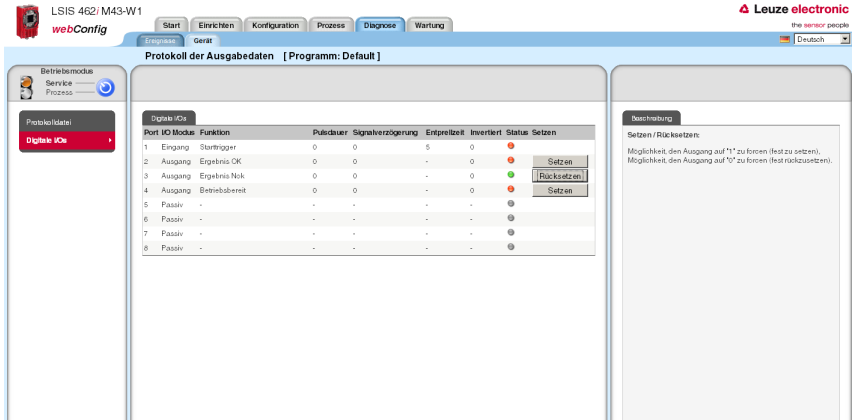 LSIS 462i/ M43-W1
webConfig
Leuze electronic
the sensor people
Start Einrichten Konfiguration Prozess Diagnose Wartung
Ereignisse Gerät
Deutsch
Protokoll der Ausgabedaten [ Programm: Default ]
Betriebsmodus
Service
Prozess
Protokolldatei
Digitale I/Os
Digitale I/Os
Port I/O Modus Funktion Pulsdauer Signalverzögerung Entprellzeit Invertiert Status Setzen
1 Eingang Starttrigger 0 0 5 0
2 Ausgang Ergebnis OK 0 0 - 0 Setzen
3 Ausgang Ergebnis Nok 0 0 - 0 Rücksetzen
4 Ausgang Betriebsbereit 0 0 - 0 Setzen
5 Passiv - - - - -
6 Passiv - - - - -
7 Passiv - - - - -
8 Passiv - - - - -
Beschreibung
Setzen / Rücksetzen:
Möglichkeit, den Ausgang auf "1" zu forcen (fest zu setzen),
Möglichkeit, den Ausgang auf "0" zu forcen (fest rückzusetzen).